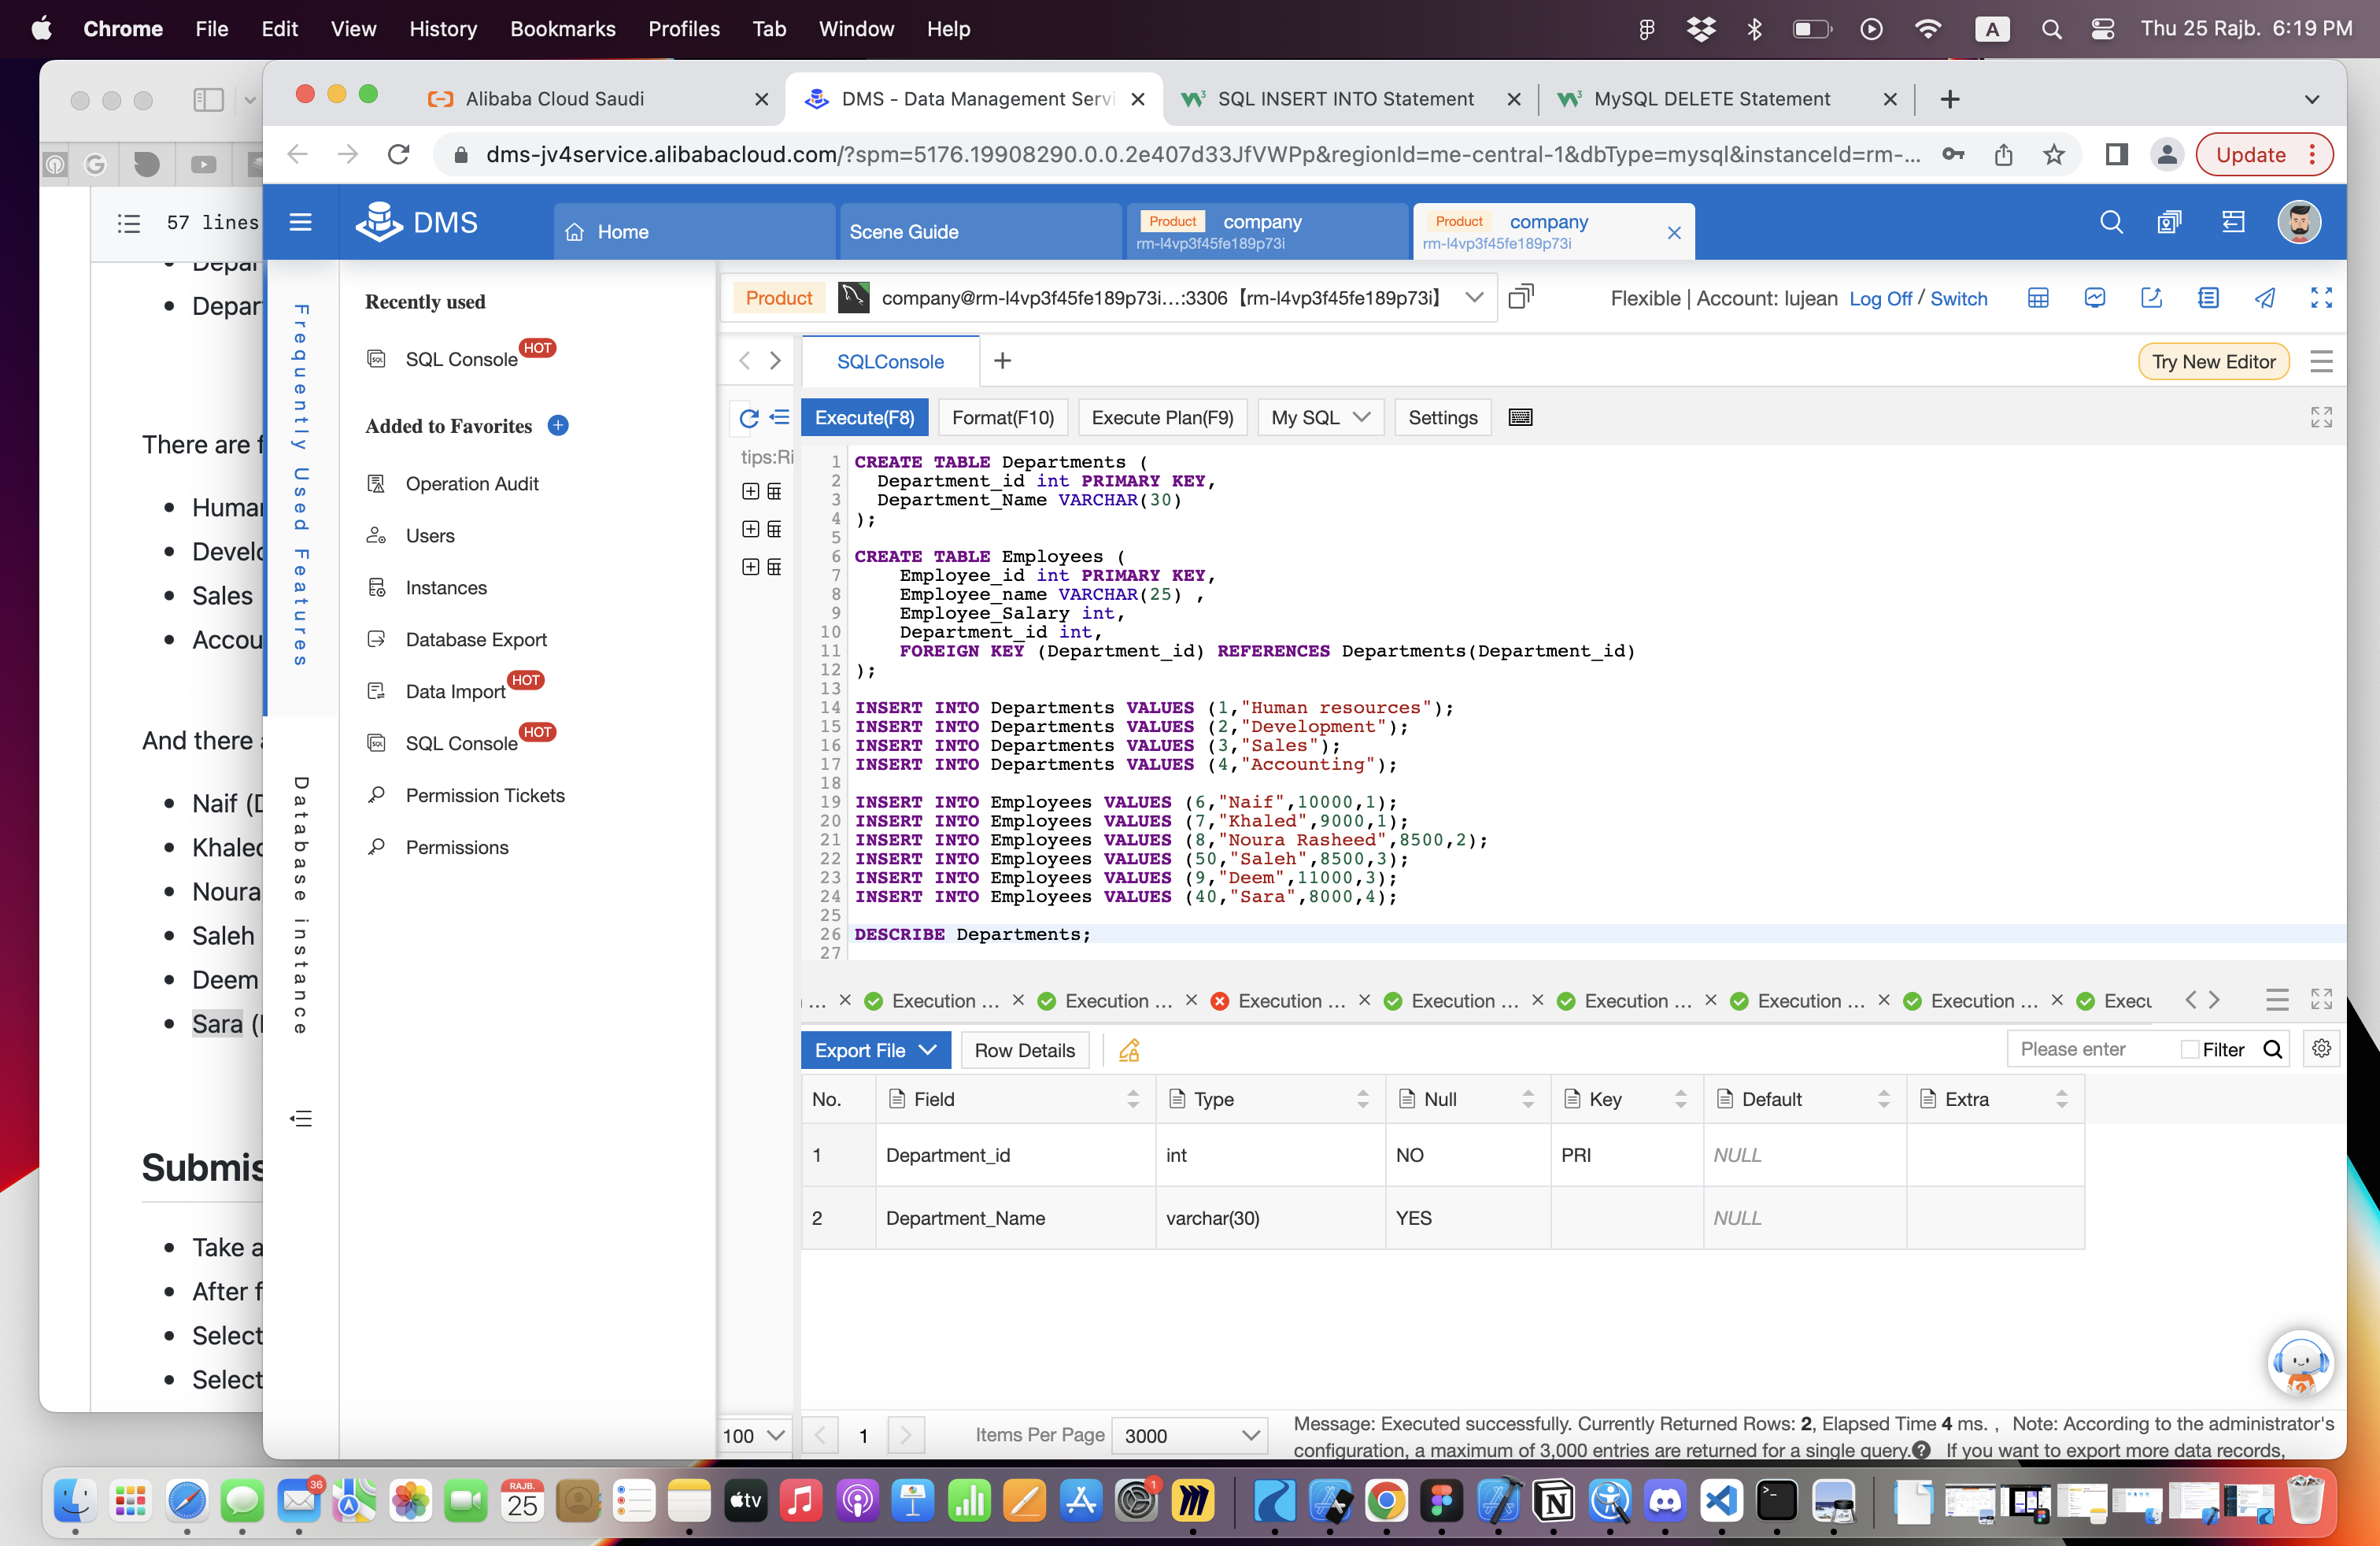 Chrome File Edit View History Bookmarks Profiles Tab Window Help
A Thu 25 Rajb. 6:19 PM
Alibaba Cloud Saudi
DMS - Data Management Servi
SQL INSERT INTO Statement
MySQL DELETE Statement
dms-jv4service.alibabacloud.com/?spm=5176.19908290.0.0.2e407d33JfVWPp&regionId=me-central-1&dbType=mysql&instanceId=rm-...
Update
57 lines
Depar
Depar
There are f
Human
Develo
Sales
Accou
And there a
Naif (D
Khaled
Noura
Saleh
Deem
Sara (
Submis
Take a
After f
Select
Select
DMS
Home
Scene Guide
Product company
rm-l4vp3f45fe189p73i
Product company
rm-l4vp3f45fe189p73i
Frequently Used Features
Database instance
Recently used
SQL Console HOT
Added to Favorites
Operation Audit
Users
Instances
Database Export
Data Import HOT
SQL Console HOT
Permission Tickets
Permissions
Product company@rm-l4vp3f45fe189p73i...:3306【rm-l4vp3f45fe189p73i】
Flexible | Account: lujean Log Off / Switch
SQLConsole
Try New Editor
Execute(F8) Format(F10) Execute Plan(F9) My SQL Settings
tips:Ri
1 CREATE TABLE Departments (
2 Department_id int PRIMARY KEY,
3 Department_Name VARCHAR(30)
4 );
5
6 CREATE TABLE Employees (
7 Employee_id int PRIMARY KEY,
8 Employee_name VARCHAR(25) ,
9 Employee_Salary int,
10 Department_id int,
11 FOREIGN KEY (Department_id) REFERENCES Departments(Department_id)
12 );
13
14 INSERT INTO Departments VALUES (1,"Human resources");
15 INSERT INTO Departments VALUES (2,"Development");
16 INSERT INTO Departments VALUES (3,"Sales");
17 INSERT INTO Departments VALUES (4,"Accounting");
18
19 INSERT INTO Employees VALUES (6,"Naif",10000,1);
20 INSERT INTO Employees VALUES (7,"Khaled",9000,1);
21 INSERT INTO Employees VALUES (8,"Noura Rasheed",8500,2);
22 INSERT INTO Employees VALUES (50,"Saleh",8500,3);
23 INSERT INTO Employees VALUES (9,"Deem",11000,3);
24 INSERT INTO Employees VALUES (40,"Sara",8000,4);
25
26 DESCRIBE Departments;
27
... Execution ... Execution ... Execution ... Execution ... Execution ... Execution ... Execution ... Execu
Export File Row Details
Please enter Filter
No. Field Type Null Key Default Extra
1 Department_id int NO PRI NULL
2 Department_Name varchar(30) YES NULL
100 1 Items Per Page 3000
Message: Executed successfully. Currently Returned Rows: 2, Elapsed Time 4 ms. , Note: According to the administrator's
configuration, a maximum of 3,000 entries are returned for a single query. If you want to export more data records,
36
RAJB.
25
tv
1